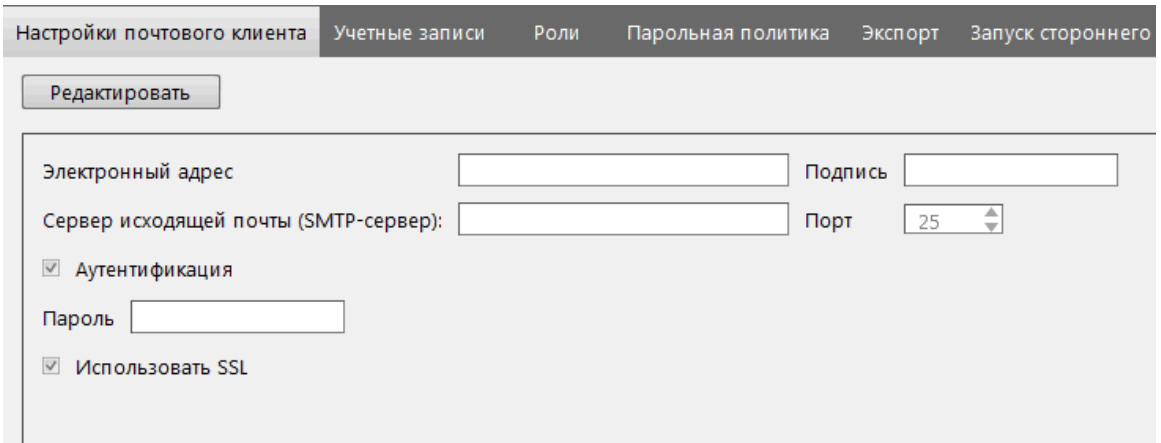 Настройки почтового клиента Учетные записи Роли Парольная политика Экспорт Запуск стороннего
Редактировать
Электронный адрес Подпись
Сервер исходящей почты (SMTP-сервер): Порт 25
Аутентификация
Пароль
Использовать SSL